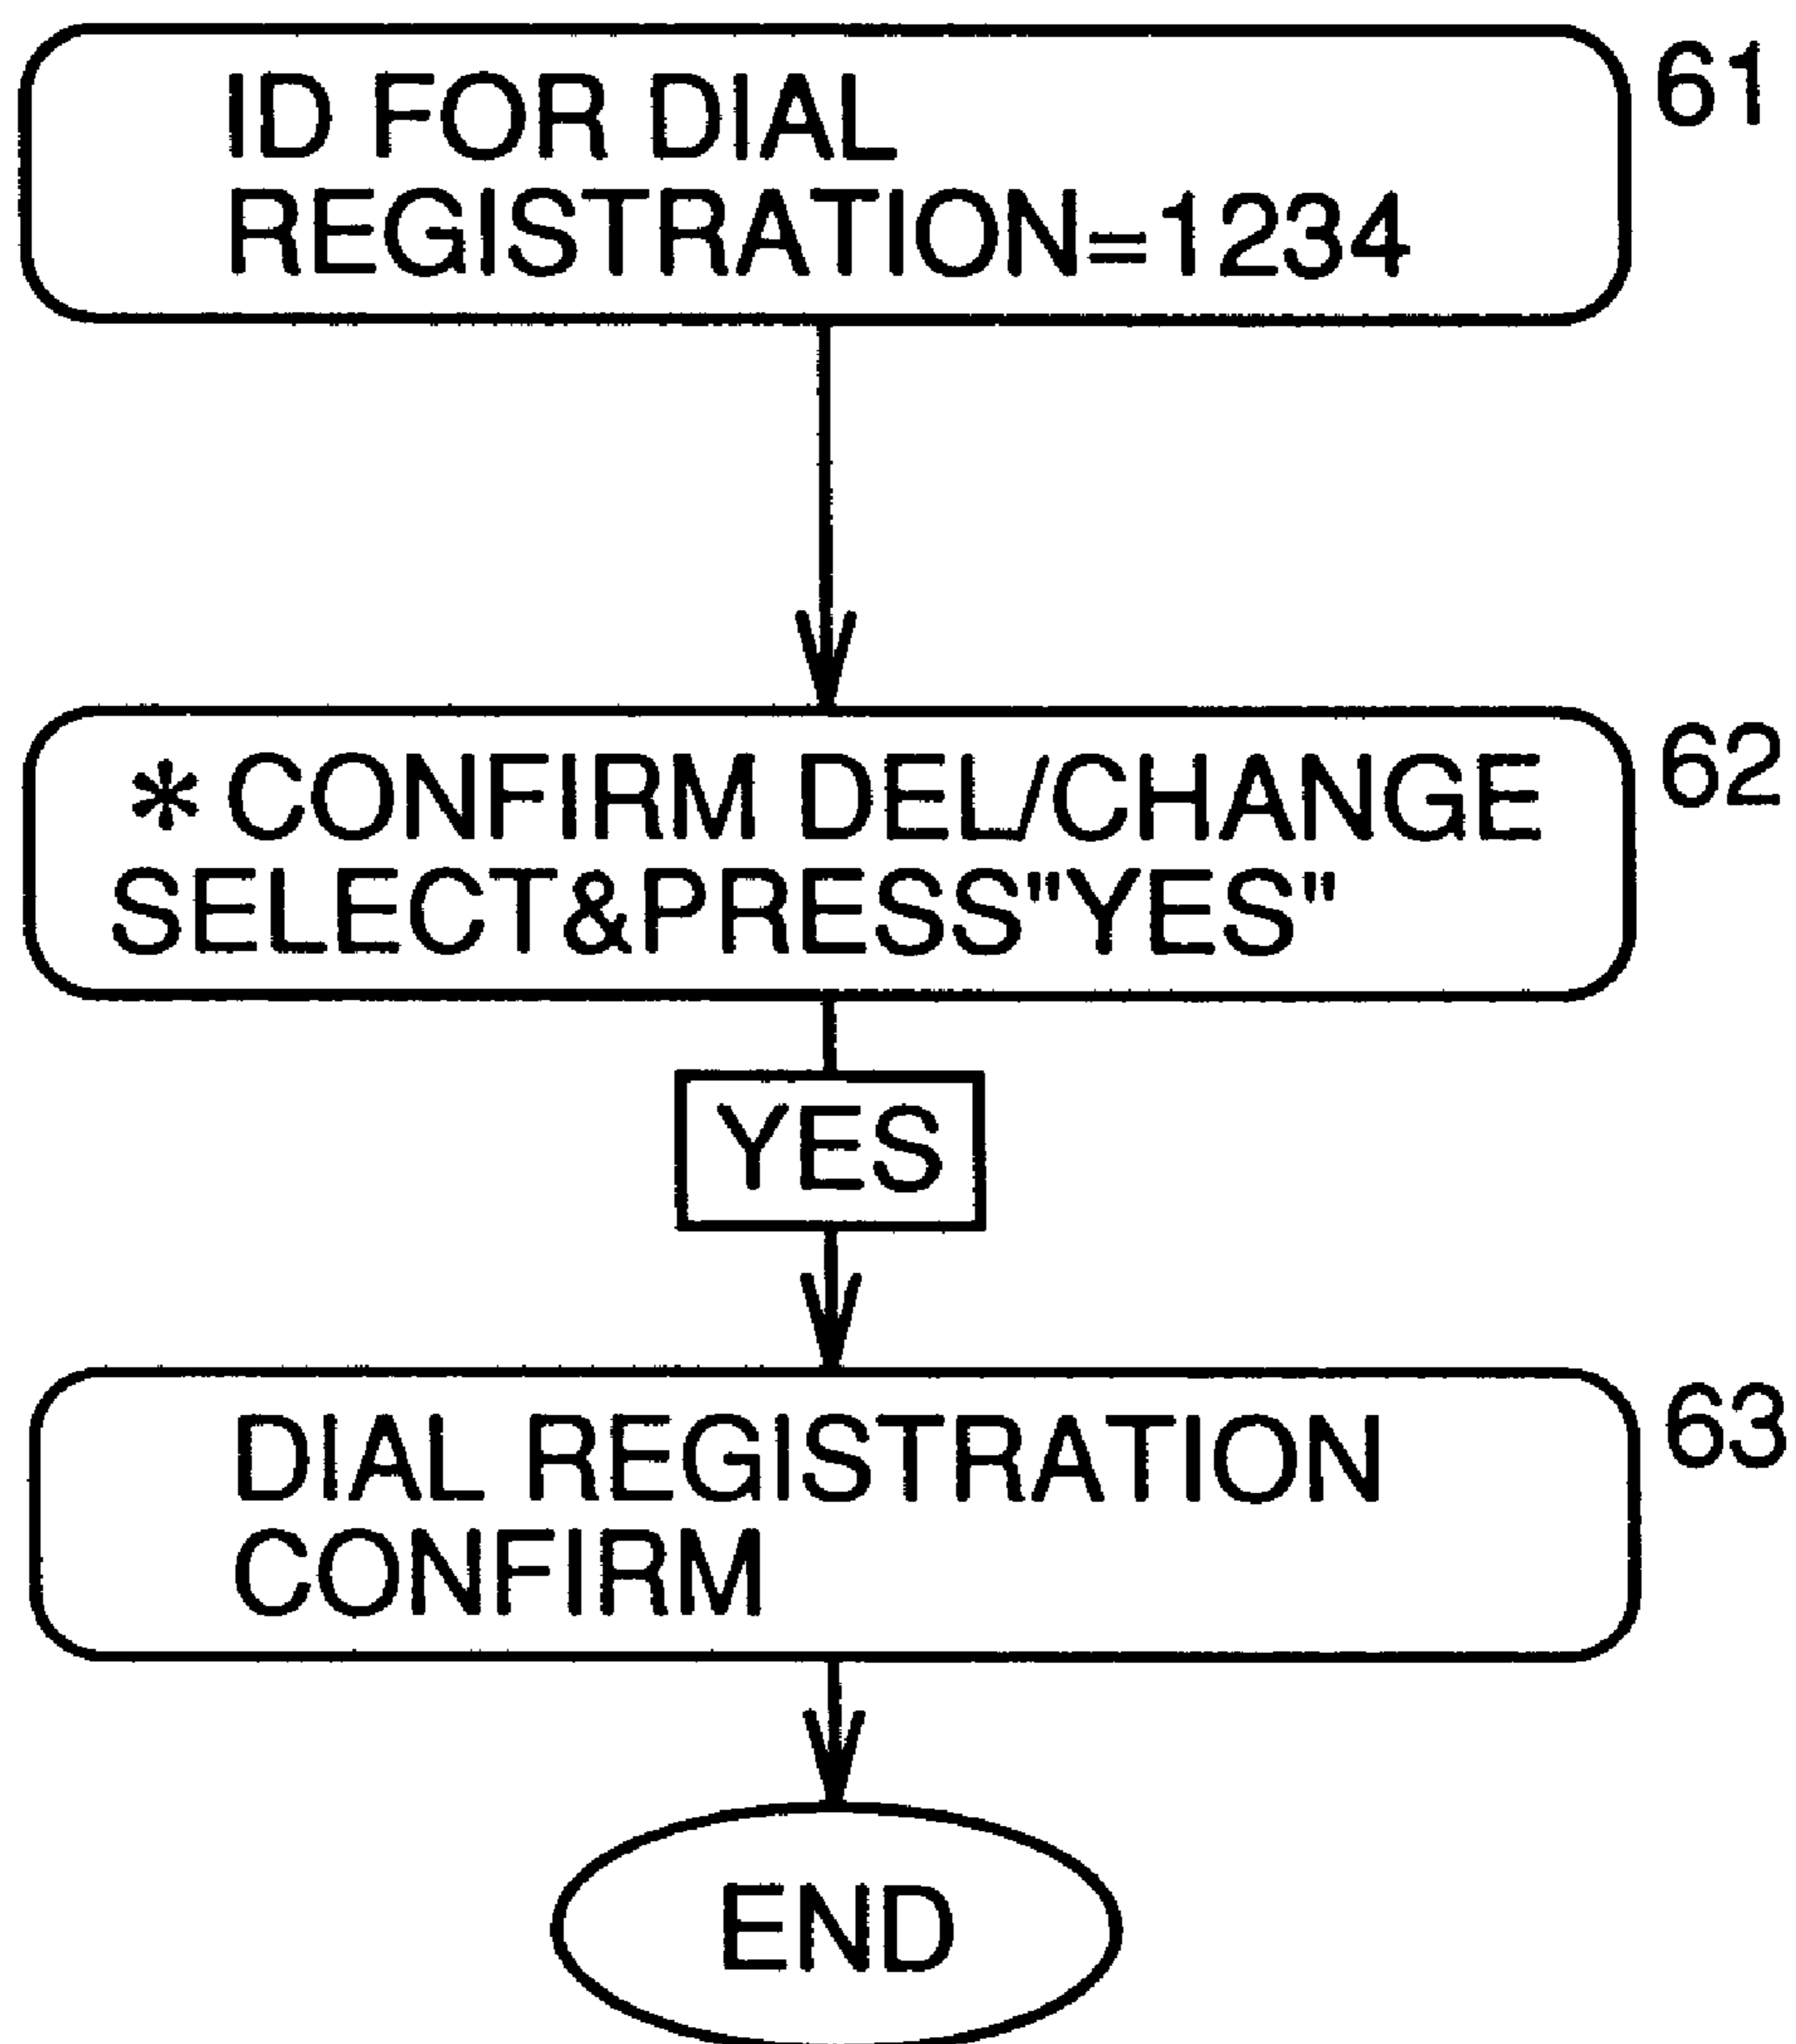 ID FOR DIAL
REGISTRATION=1234
61
* CONFIRM DEL/CHANGE
SELECT&PRESS"YES"
62
YES
DIAL REGISTRATION
CONFIRM
63
END